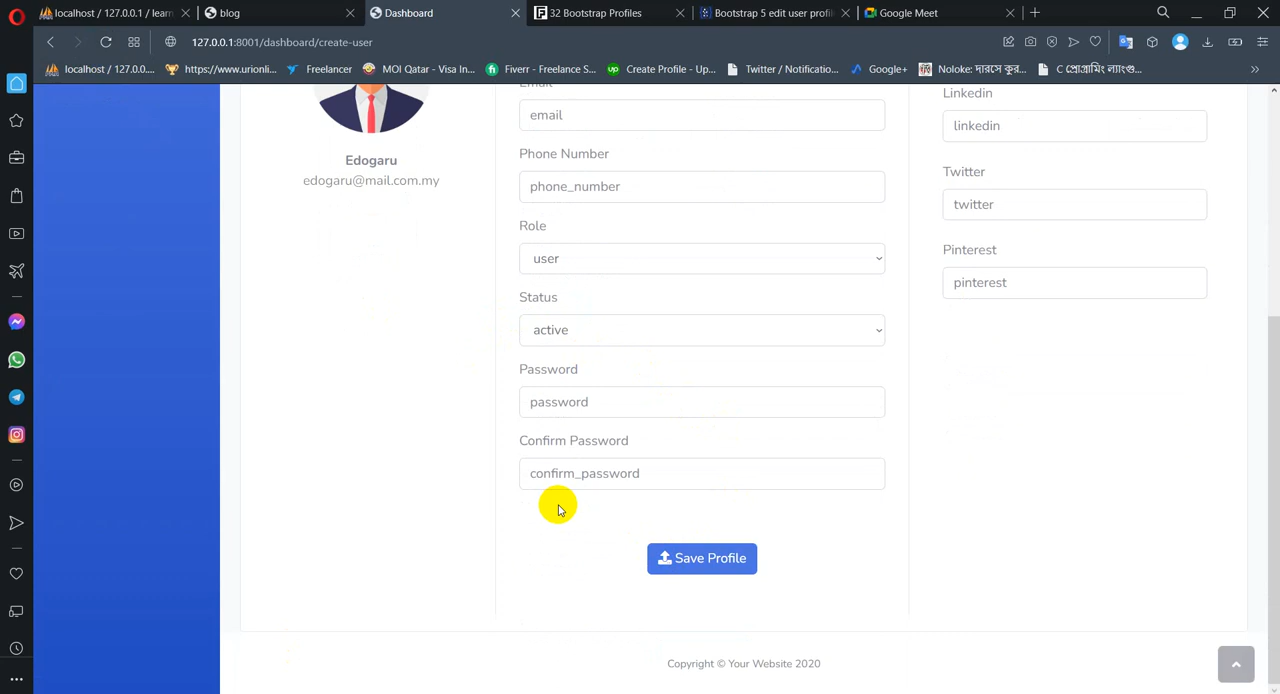 localhost / 127.0.0.1 / learn
blog
Dashboard
32 Bootstrap Profiles
Bootstrap 5 edit user profil
Google Meet
127.0.0.1:8001/dashboard/create-user
localhost / 127.0.0....
https://www.urionli...
Freelancer
MOI Qatar - Visa In...
Fiverr - Freelance S...
Create Profile - Up...
Twitter / Notificatio...
Google+
Noloke: দারসে কুর...
C প্রোগ্রামিং ল্যাংগু...
Email
email
Phone Number
phone_number
Role
user
Status
active
Password
password
Confirm Password
confirm_password
Save Profile
Edogaru
edogaru@mail.com.my
Linkedin
linkedin
Twitter
twitter
Pinterest
pinterest
Copyright © Your Website 2020